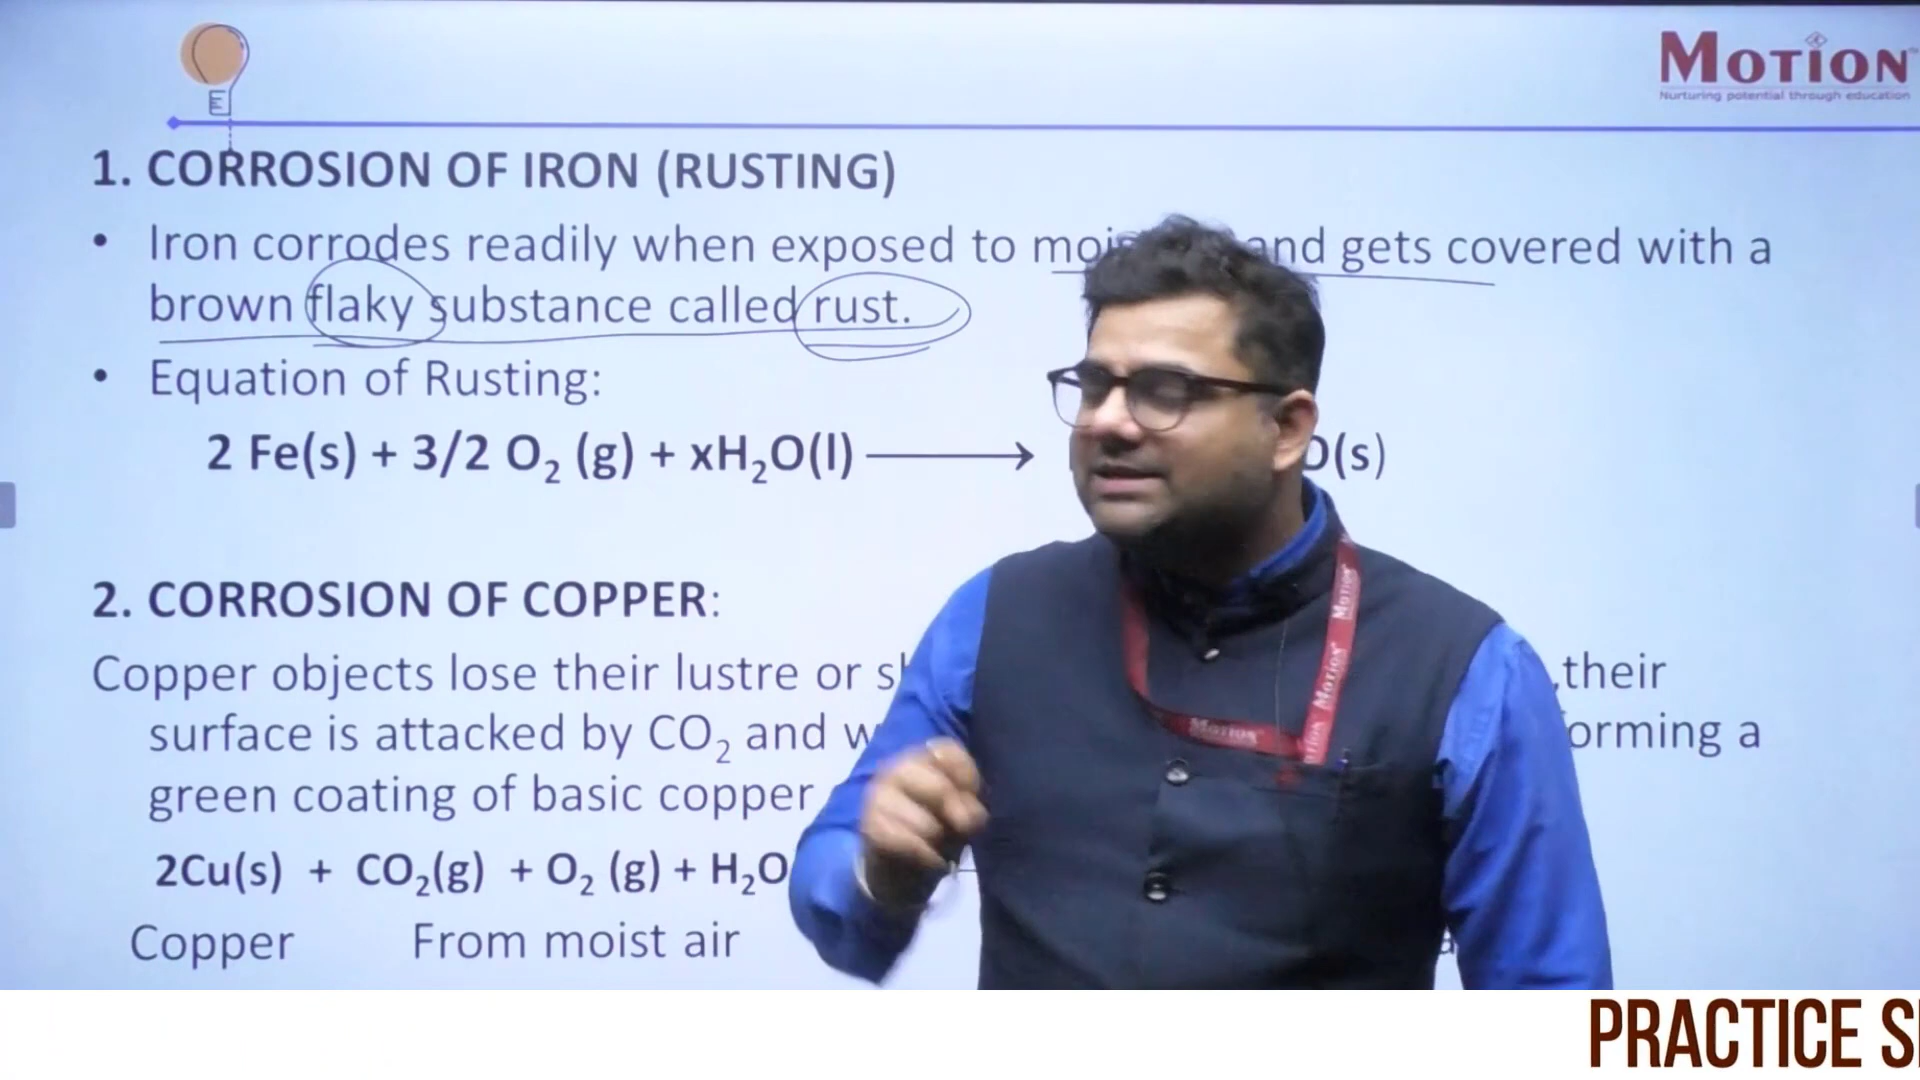 MOTION
Nurturing potential through education
1. CORROSION OF IRON (RUSTING)
• Iron corrodes readily when exposed to and gets covered with a
brown flaky substance called rust.
• Equation of Rusting:
2 Fe(s) + 3/2 O₂ (g) + xH₂O(l) ⟶ O(s)
2. CORROSION OF COPPER:
Copper objects lose their lustre or their
surface is attacked by CO₂ and a
green coating of basic copper
2Cu(s) + CO₂(g) + O₂ (g) + H₂O
Copper From moist air
MOTION
MOTION
MOTION
PRACTICE